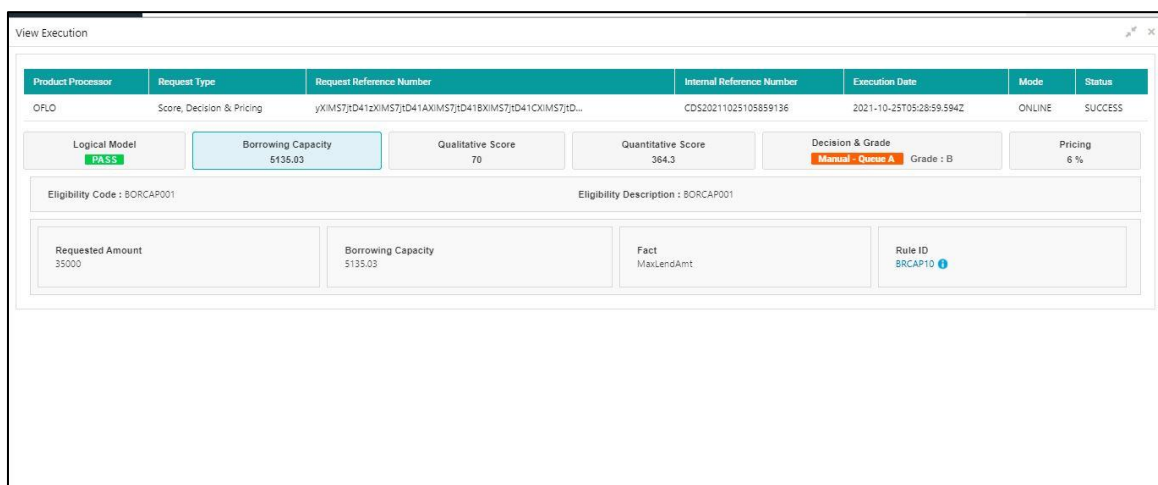 View Execution
Product Processor Request Type Request Reference Number Internal Reference Number Execution Date Mode Status
OFLO Score, Decision & Pricing yXIMS7jtD41zXIMS7jtD41AXIMS7jtD41BXIMS7jtD41CXIMS7jtD... CDS20211025105859136 2021-10-25T05:28:59.594Z ONLINE SUCCESS
Logical Model Borrowing Capacity Qualitative Score Quantitative Score Decision & Grade Pricing
PASS 5135.03 70 364.3 Manual - Queue A Grade : B 6 %
Eligibility Code : BORCAP001 Eligibility Description : BORCAP001
Requested Amount Borrowing Capacity Fact Rule ID
35000 5135.03 MaxLendAmt BRCAP10